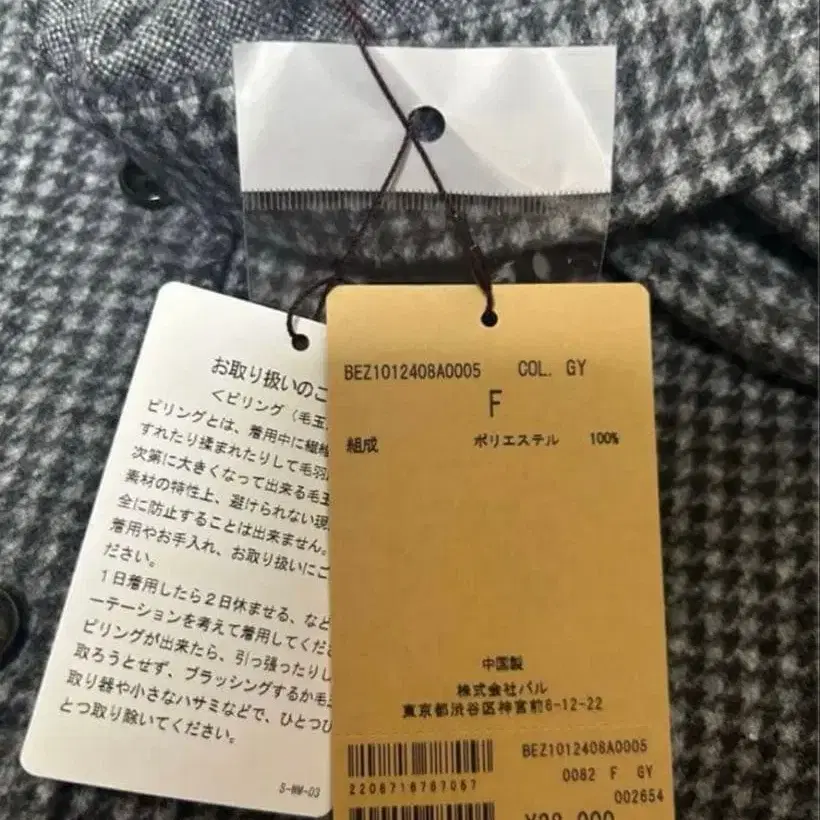 お取り扱いのご
<ピリング（毛玉
ピリングとは、着用中に繊維
すれたり揉まれたりして毛羽
次第に大きくなって出来る毛玉
素材の特性上、避けられない現
全に防止することは出来ません。
着用やお手入れ、お取り扱いにご
ださい。
1日着用したら2日休ませる、など
ーテーションを考えて着用してくだ
ピリングが出来たら、引っ張ったりし
取ろうとせず、ブラッシングするか毛玉
取り器や小さなハサミなどで、ひとつひ
とつ取り除いてください。
S-WM-03
BEZ1012408A0005 COL. GY
F
組成 ポリエステル 100%
中国製
株式会社パル
東京都渋谷区神宮前6-12-22
BEZ1012408A0005
0082 F GY
2206718787067
002654